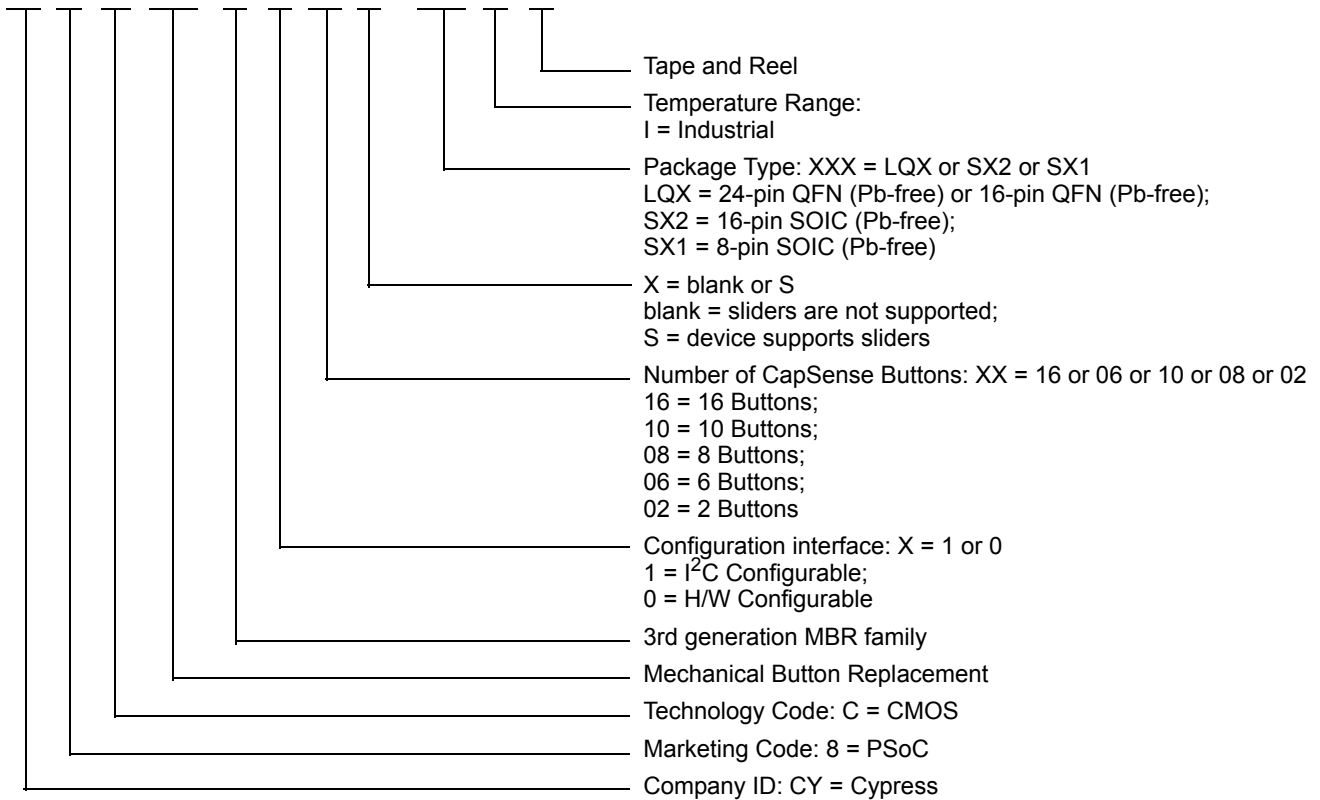 Tape and Reel
Temperature Range:
I = Industrial
Package Type: XXX = LQX or SX2 or SX1
LQX = 24-pin QFN (Pb-free) or 16-pin QFN (Pb-free);
SX2 = 16-pin SOIC (Pb-free);
SX1 = 8-pin SOIC (Pb-free)
X = blank or S
blank = sliders are not supported;
S = device supports sliders
Number of CapSense Buttons: XX = 16 or 06 or 10 or 08 or 02
16 = 16 Buttons;
10 = 10 Buttons;
08 = 8 Buttons;
06 = 6 Buttons;
02 = 2 Buttons
Configuration interface: X = 1 or 0
1 = I²C Configurable;
0 = H/W Configurable
3rd generation MBR family
Mechanical Button Replacement
Technology Code: C = CMOS
Marketing Code: 8 = PSoC
Company ID: CY = Cypress